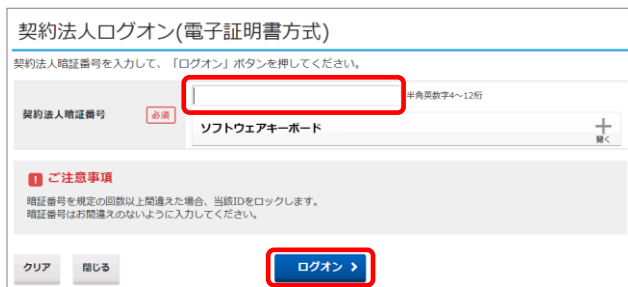 契約法人ログオン(電子証明書方式)
契約法人暗証番号を入力して、「ログオン」ボタンを押してください。
契約法人暗証番号
必須
半角英数字4～12桁
ソフトウェアキーボード
開く
ご注意事項
暗証番号を規定の回数以上間違えた場合、当該IDをロックします。
暗証番号はお間違えのないように入力してください。
クリア
閉じる
ログオン